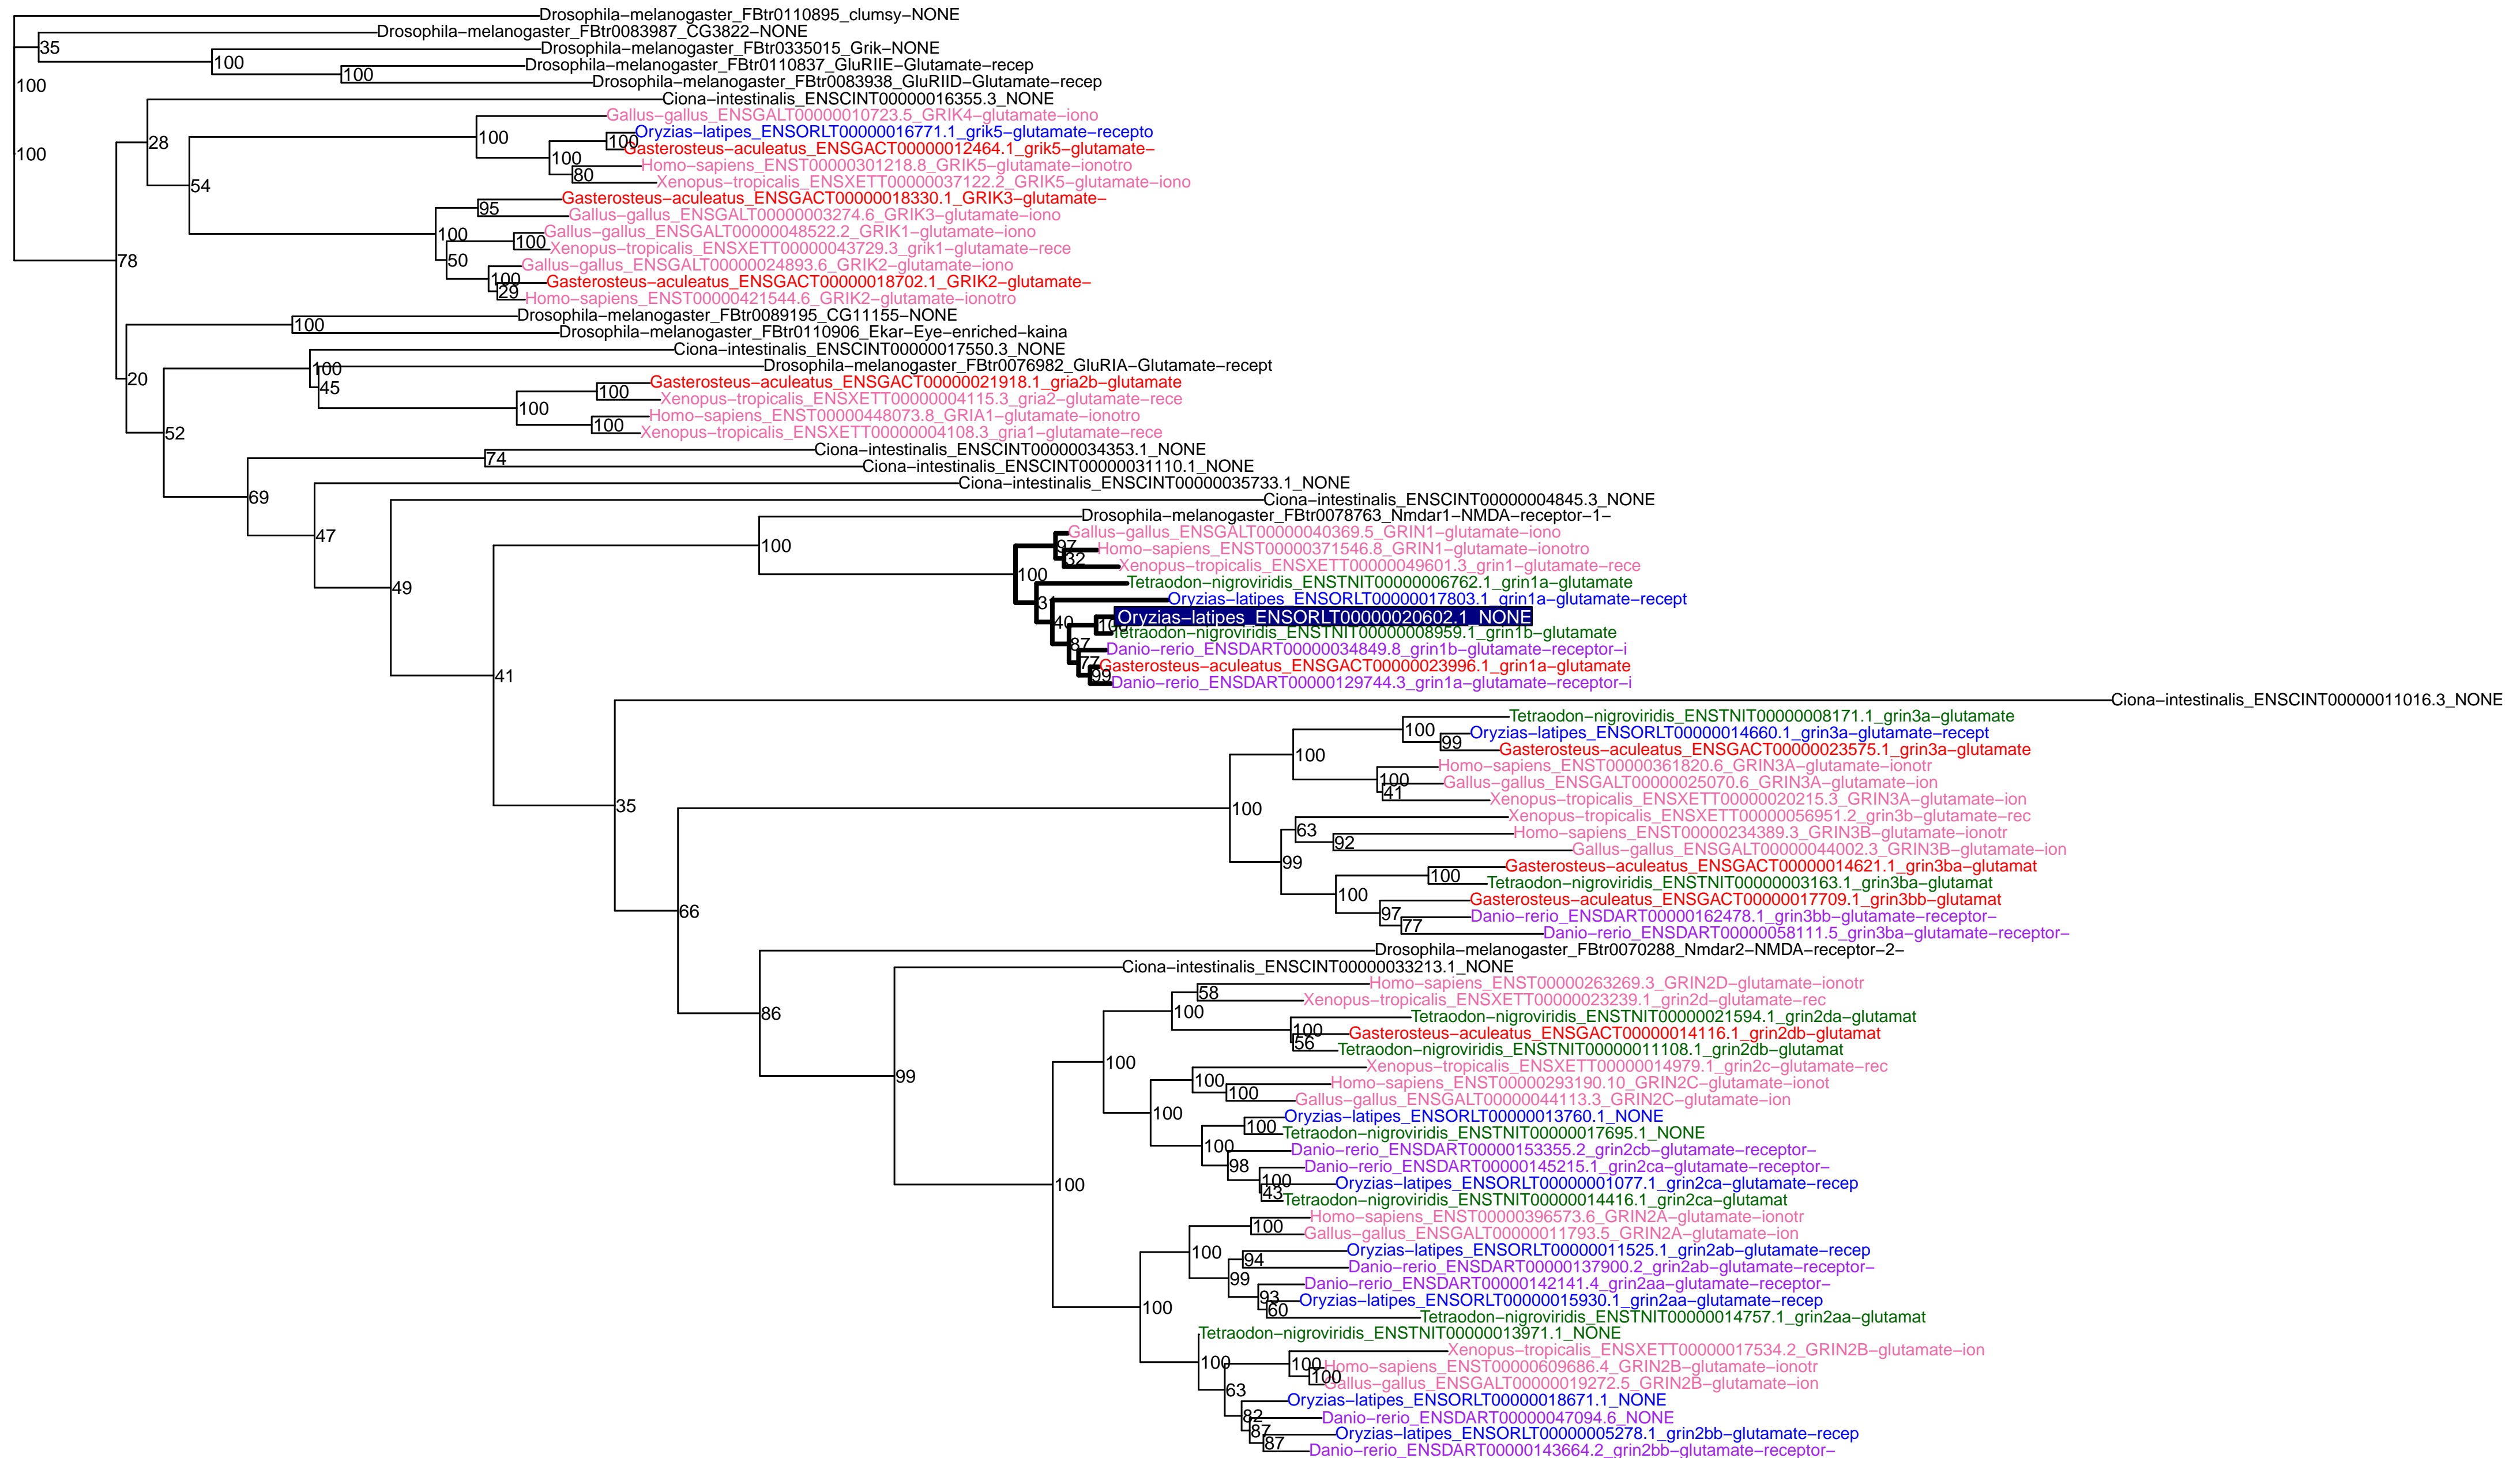 Drosophila−melanogaster_FBtr0110895_clumsy−NONE
Drosophila−melanogaster_FBtr0083987_CG3822−NONE
35
Drosophila−melanogaster_FBtr0335015_Grik−NONE
100
Drosophila−melanogaster_FBtr0110837_GluRIIE−Glutamate−recep
100
Drosophila−melanogaster_FBtr0083938_GluRIID−Glutamate−recep
100
Ciona−intestinalis_ENSCINT00000016355.3_NONE
Gallus−gallus_ENSGALT00000010723.5_GRIK4−glutamate−iono
100
Oryzias−latipes_ENSORLT00000016771.1_grik5−glutamate−recepto
100
28
Gasterosteus−aculeatus_ENSGACT00000012464.1_grik5−glutamate−
100
100
Homo−sapiens_ENST00000301218.8_GRIK5−glutamate−ionotro
80
Xenopus−tropicalis_ENSXETT00000037122.2_GRIK5−glutamate−iono
54
Gasterosteus−aculeatus_ENSGACT00000018330.1_GRIK3−glutamate−
95
Gallus−gallus_ENSGALT00000003274.6_GRIK3−glutamate−iono
100
Gallus−gallus_ENSGALT00000048522.2_GRIK1−glutamate−iono
100
Xenopus−tropicalis_ENSXETT00000043729.3_grik1−glutamate−rece
78
50
Gallus−gallus_ENSGALT00000024893.6_GRIK2−glutamate−iono
100
Gasterosteus−aculeatus_ENSGACT00000018702.1_GRIK2−glutamate−
29
Homo−sapiens_ENST00000421544.6_GRIK2−glutamate−ionotro
Drosophila−melanogaster_FBtr0089195_CG11155−NONE
100
Drosophila−melanogaster_FBtr0110906_Ekar−Eye−enriched−kaina
Ciona−intestinalis_ENSCINT00000017550.3_NONE
100
Drosophila−melanogaster_FBtr0076982_GluRIA−Glutamate−recept
20
45
Gasterosteus−aculeatus_ENSGACT00000021918.1_gria2b−glutamate
100
Xenopus−tropicalis_ENSXETT00000004115.3_gria2−glutamate−rece
100
Homo−sapiens_ENST00000448073.8_GRIA1−glutamate−ionotro
100
Xenopus−tropicalis_ENSXETT00000004108.3_gria1−glutamate−rece
52
Ciona−intestinalis_ENSCINT00000034353.1_NONE
74
Ciona−intestinalis_ENSCINT00000031110.1_NONE
69
Ciona−intestinalis_ENSCINT00000035733.1_NONE
Ciona−intestinalis_ENSCINT00000004845.3_NONE
47
Drosophila−melanogaster_FBtr0078763_Nmdar1−NMDA−receptor−1−
100
Gallus−gallus_ENSGALT00000040369.5_GRIN1−glutamate−iono
97
Homo−sapiens_ENST00000371546.8_GRIN1−glutamate−ionotro
32
Xenopus−tropicalis_ENSXETT00000049601.3_grin1−glutamate−rece
100
49
Tetraodon−nigroviridis_ENSTNIT00000006762.1_grin1a−glutamate
Oryzias−latipes_ENSORLT00000017803.1_grin1a−glutamate−recept
40
Oryzias−latipes_ENSORLT00000020602.1_NONE
100
Tetraodon−nigroviridis_ENSTNIT00000008959.1_grin1b−glutamate
87
Danio−rerio_ENSDART00000034849.8_grin1b−glutamate−receptor−i
77
Gasterosteus−aculeatus_ENSGACT00000023996.1_grin1a−glutamate
99
Danio−rerio_ENSDART00000129744.3_grin1a−glutamate−receptor−i
41
Ciona−intestinalis_ENSCINT00000011016.3_NONE
Tetraodon−nigroviridis_ENSTNIT00000008171.1_grin3a−glutamate
100
Oryzias−latipes_ENSORLT00000014660.1_grin3a−glutamate−recept
99
Gasterosteus−aculeatus_ENSGACT00000023575.1_grin3a−glutamate
100
Homo−sapiens_ENST00000361820.6_GRIN3A−glutamate−ionotr
100
Gallus−gallus_ENSGALT00000025070.6_GRIN3A−glutamate−ion
41
Xenopus−tropicalis_ENSXETT00000020215.3_GRIN3A−glutamate−ion
35
100
Xenopus−tropicalis_ENSXETT00000056951.2_grin3b−glutamate−rec
63
Homo−sapiens_ENST00000234389.3_GRIN3B−glutamate−ionotr
92
Gallus−gallus_ENSGALT00000044002.3_GRIN3B−glutamate−ion
99
Gasterosteus−aculeatus_ENSGACT00000014621.1_grin3ba−glutamat
100
Tetraodon−nigroviridis_ENSTNIT00000003163.1_grin3ba−glutamat
100
Gasterosteus−aculeatus_ENSGACT00000017709.1_grin3bb−glutamat
66
97
Danio−rerio_ENSDART00000162478.1_grin3bb−glutamate−receptor−
77
Danio−rerio_ENSDART00000058111.5_grin3ba−glutamate−receptor−
Drosophila−melanogaster_FBtr0070288_Nmdar2−NMDA−receptor−2−
Ciona−intestinalis_ENSCINT00000033213.1_NONE
Homo−sapiens_ENST00000263269.3_GRIN2D−glutamate−ionotr
58
Xenopus−tropicalis_ENSXETT00000023239.1_grin2d−glutamate−rec
86
100
Tetraodon−nigroviridis_ENSTNIT00000021594.1_grin2da−glutamat
100
Gasterosteus−aculeatus_ENSGACT00000014116.1_grin2db−glutamat
56
Tetraodon−nigroviridis_ENSTNIT00000011108.1_grin2db−glutamat
100
Xenopus−tropicalis_ENSXETT00000014979.1_grin2c−glutamate−rec
99
100
Homo−sapiens_ENST00000293190.10_GRIN2C−glutamate−ionot
100
Gallus−gallus_ENSGALT00000044113.3_GRIN2C−glutamate−ion
100
Oryzias−latipes_ENSORLT00000013760.1_NONE
100
Tetraodon−nigroviridis_ENSTNIT00000017695.1_NONE
100
Danio−rerio_ENSDART00000153355.2_grin2cb−glutamate−receptor−
98
Danio−rerio_ENSDART00000145215.1_grin2ca−glutamate−receptor−
100
100
Oryzias−latipes_ENSORLT00000001077.1_grin2ca−glutamate−recep
43
Tetraodon−nigroviridis_ENSTNIT00000014416.1_grin2ca−glutamat
Homo−sapiens_ENST00000396573.6_GRIN2A−glutamate−ionotr
100
Gallus−gallus_ENSGALT00000011793.5_GRIN2A−glutamate−ion
100
Oryzias−latipes_ENSORLT00000011525.1_grin2ab−glutamate−recep
94
Danio−rerio_ENSDART00000137900.2_grin2ab−glutamate−receptor−
99
Danio−rerio_ENSDART00000142141.4_grin2aa−glutamate−receptor−
93
Oryzias−latipes_ENSORLT00000015930.1_grin2aa−glutamate−recep
100
60
Tetraodon−nigroviridis_ENSTNIT00000014757.1_grin2aa−glutamat
Tetraodon−nigroviridis_ENSTNIT00000013971.1_NONE
Xenopus−tropicalis_ENSXETT00000017534.2_GRIN2B−glutamate−ion
100
100
Homo−sapiens_ENST00000609686.4_GRIN2B−glutamate−ionotr
100
Gallus−gallus_ENSGALT00000019272.5_GRIN2B−glutamate−ion
63
Oryzias−latipes_ENSORLT00000018671.1_NONE
82
Danio−rerio_ENSDART00000047094.6_NONE
87
Oryzias−latipes_ENSORLT00000005278.1_grin2bb−glutamate−recep
87
Danio−rerio_ENSDART00000143664.2_grin2bb−glutamate−receptor−